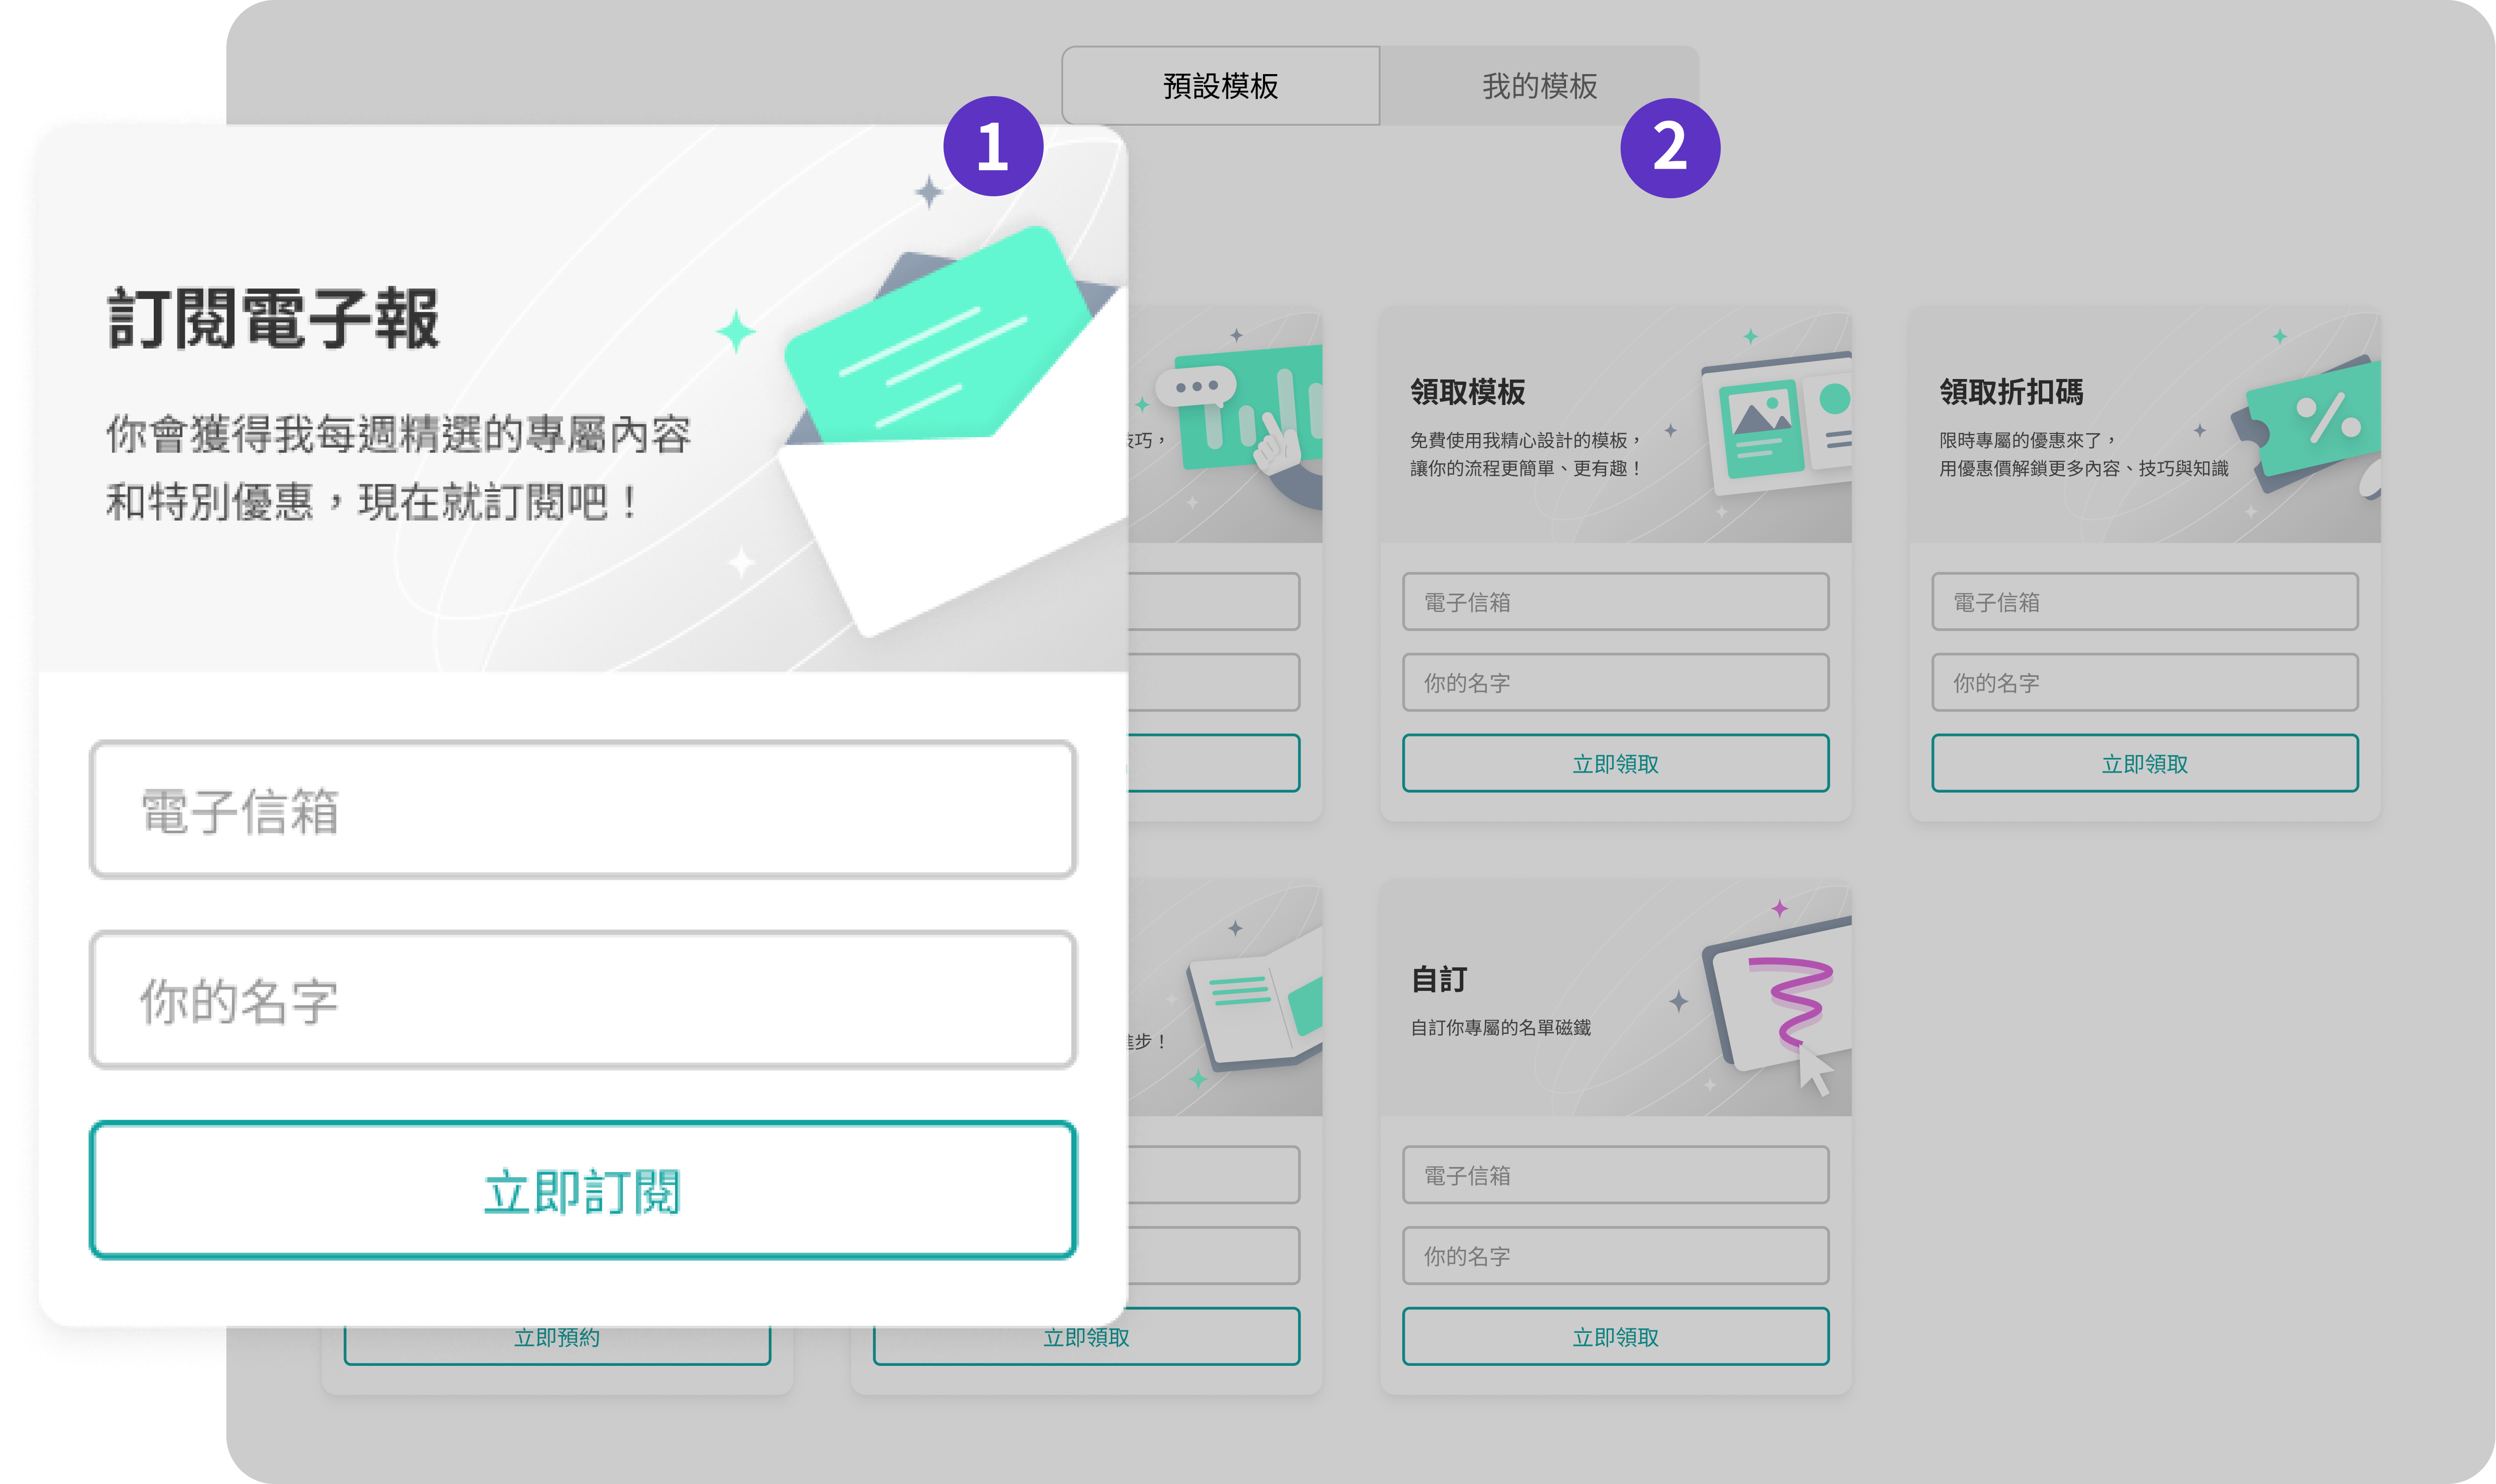 預設模板
我的模板
1
2
訂閱電子報
你會獲得我每週精選的專屬內容
和特別優惠，現在就訂閱吧！
電子信箱
你的名字
立即訂閱
巧，
領取模板
免費使用我精心設計的模板，
讓你的流程更簡單、更有趣！
電子信箱
你的名字
立即領取
領取折扣碼
限時專屬的優惠來了，
用優惠價解鎖更多內容、技巧與知識
電子信箱
你的名字
立即領取
立即預約
步！
立即領取
自訂
自訂你專屬的名單磁鐵
電子信箱
你的名字
立即領取